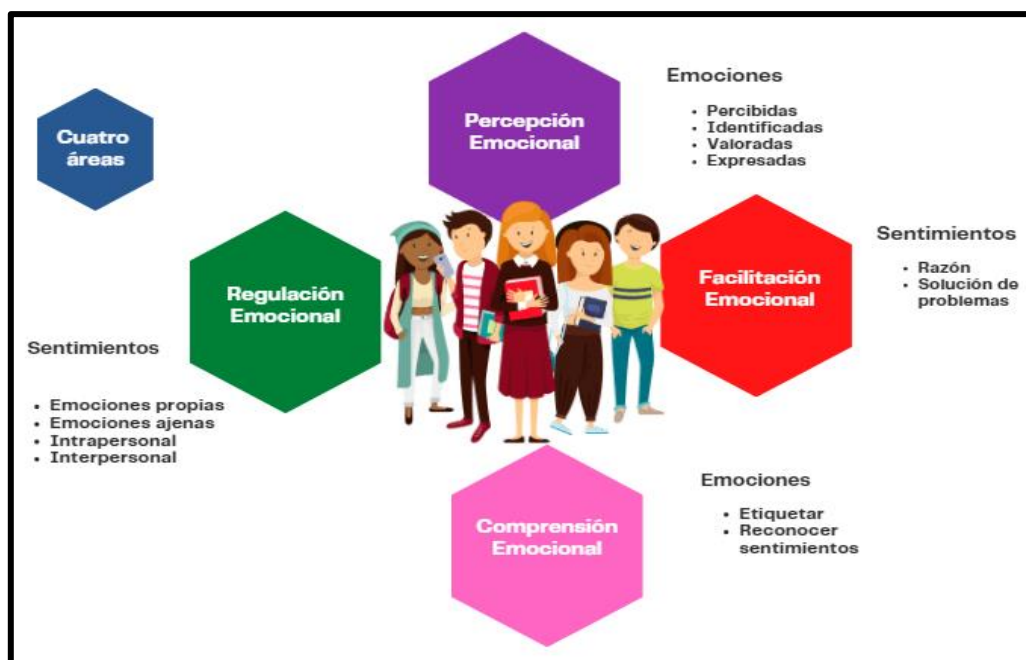 Cuatro
áreas
Percepción
Emocional
Emociones
• Percibidas
• Identificadas
• Valoradas
• Expresadas
Facilitación
Emocional
Sentimientos
• Razón
• Solución de
problemas
Regulación
Emocional
Sentimientos
• Emociones propias
• Emociones ajenas
• Intrapersonal
• Interpersonal
Comprensión
Emocional
Emociones
• Etiquetar
• Reconocer
sentimientos